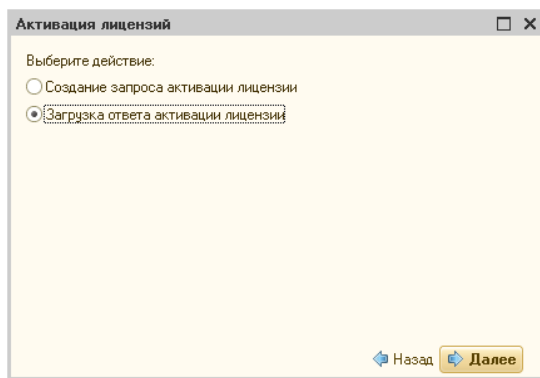 Активация лицензий
Выберите действие:
Создание запроса активации лицензии
Загрузка ответа активации лицензии
Назад Далее